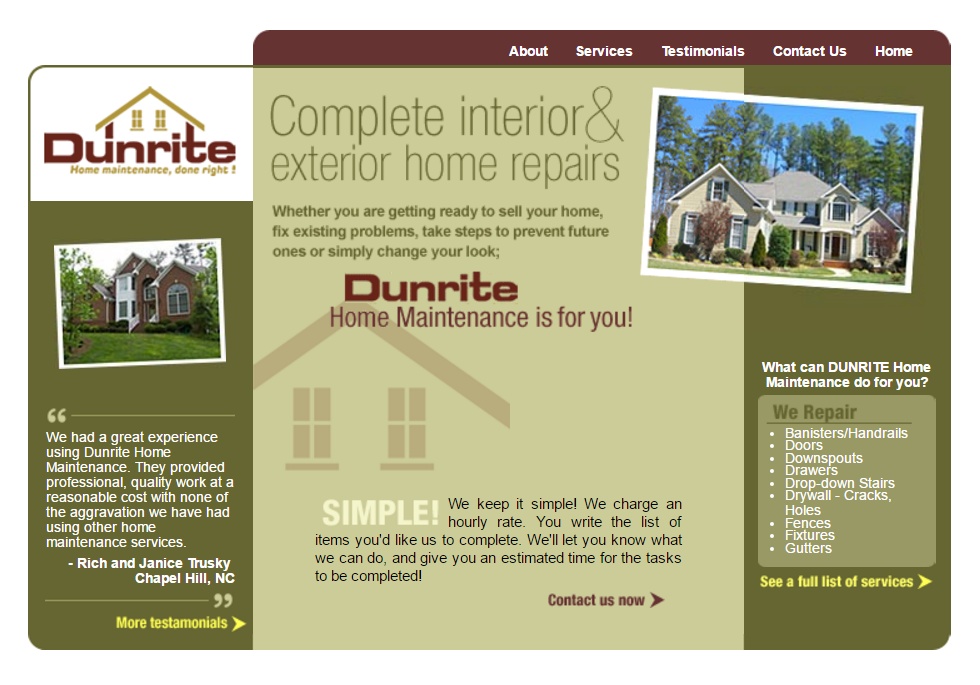 About Services Testimonials Contact Us Home
Dunrite
Home maintenance, done right !
Complete interior &
exterior home repairs
Whether you are getting ready to sell your home,
fix existing problems, take steps to prevent future
ones or simply change your look;
Dunrite
Home Maintenance is for you!
“
We had a great experience
using Dunrite Home
Maintenance. They provided
professional, quality work at a
reasonable cost with none of
the aggravation we have had
using other home
maintenance services.
- Rich and Janice Trusky
Chapel Hill, NC
”
More testamonials
SIMPLE! We keep it simple! We charge an
hourly rate. You write the list of
items you'd like us to complete. We'll let you know what
we can do, and give you an estimated time for the tasks
to be completed!
Contact us now
What can DUNRITE Home
Maintenance do for you?
We Repair
• Banisters/Handrails
• Doors
• Downspouts
• Drawers
• Drop-down Stairs
• Drywall - Cracks,
Holes
• Fences
• Fixtures
• Gutters
See a full list of services